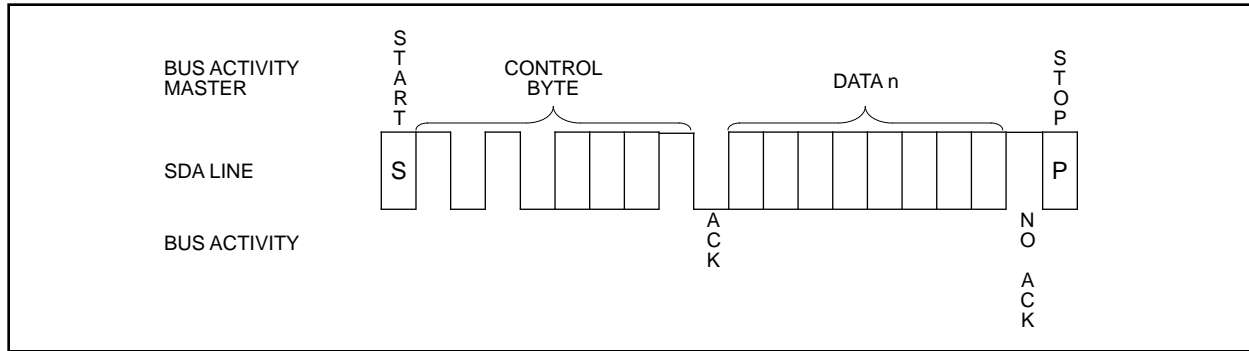 START
BUS ACTIVITY
MASTER
CONTROL
BYTE
DATA n
STOP
SDA LINE
S
P
BUS ACTIVITY
ACK
NO ACK